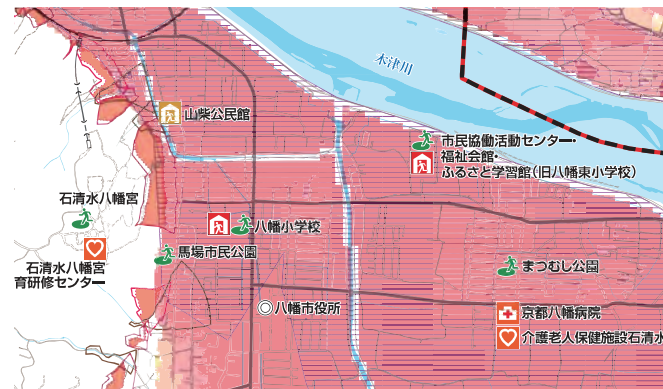 木津川
山柴公民館
市民協働活動センター・
福祉会館・
ふるさと学習館(旧八幡東小学校)
石清水八幡宮
八幡小学校
馬場市民公園
石清水八幡宮
育研修センター
まつむし公園
八幡市役所
京都八幡病院
介護老人保健施設石清水